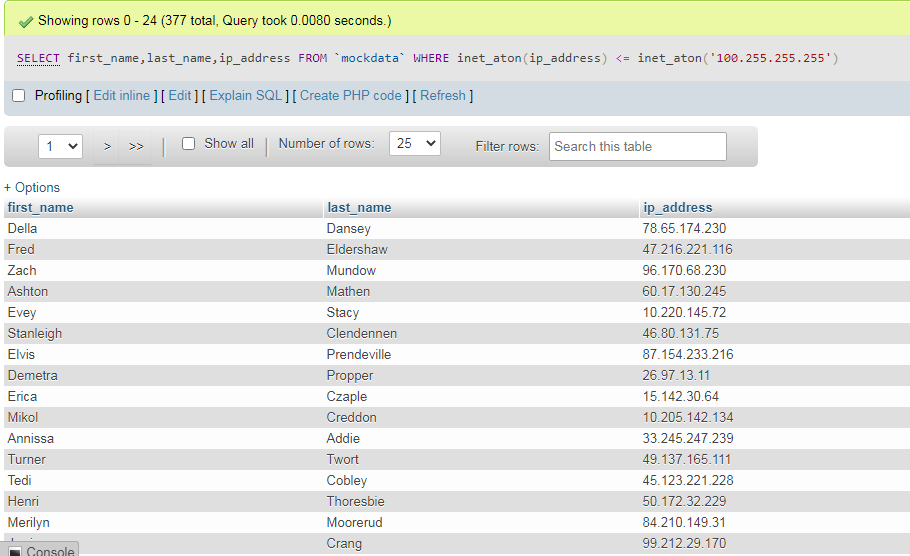 Showing rows 0 - 24 (377 total, Query took 0.0080 seconds.)
SELECT first_name,last_name,ip_address FROM `mockdata` WHERE inet_aton(ip_address) <= inet_aton('100.255.255.255')
Profiling [ Edit inline ] [ Edit ] [ Explain SQL ] [ Create PHP code ] [ Refresh ]
1 > >> | Show all | Number of rows: 25 Filter rows: Search this table
+ Options
first_name last_name ip_address
Della Dansey 78.65.174.230
Fred Eldershaw 47.216.221.116
Zach Mundow 96.170.68.230
Ashton Mathen 60.17.130.245
Evey Stacy 10.220.145.72
Stanleigh Clendennen 46.80.131.75
Elvis Prendeville 87.154.233.216
Demetra Propper 26.97.13.11
Erica Czaple 15.142.30.64
Mikol Creddon 10.205.142.134
Annissa Addie 33.245.247.239
Turner Twort 49.137.165.111
Tedi Cobley 45.123.221.228
Henri Thoresbie 50.172.32.229
Merilyn Moorerud 84.210.149.31
Crang 99.212.29.170
Console